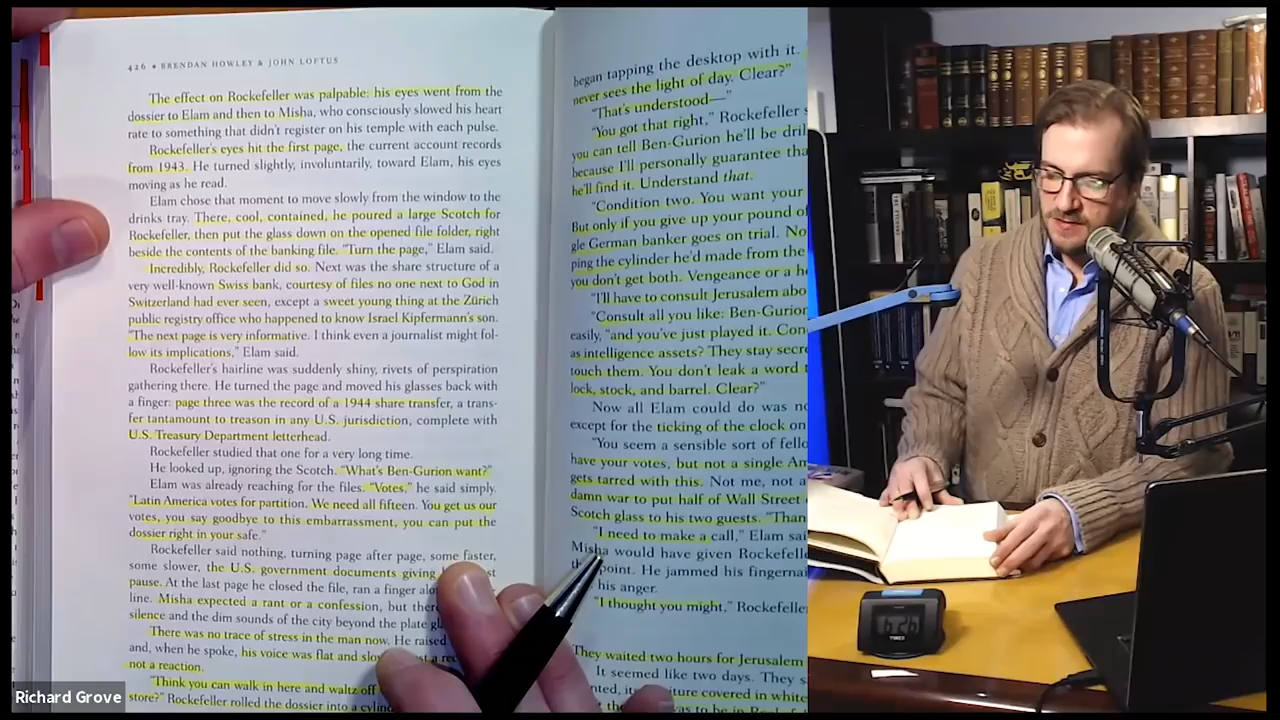 426 • BRENDAN HOWLEY & JOHN LOFTUS
The effect on Rockefeller was palpable: his eyes went from the
dossier to Elam and then to Misha, who consciously slowed his heart
rate to something that didn't register on his temple with each pulse.
Rockefeller's eyes hit the first page, the current account records
from 1943. He turned slightly, involuntarily, toward Elam, his eyes
moving as he read.
Elam chose that moment to move slowly from the window to the
drinks tray. There, cool, contained, he poured a large Scotch for
Rockefeller, then put the glass down on the opened file folder, right
beside the contents of the banking file. "Turn the page," Elam said.
Incredibly, Rockefeller did so. Next was the share structure of a
very well-known Swiss bank, courtesy of files no one next to God in
Switzerland had ever seen, except a sweet young thing at the Zürich
public registry office who happened to know Israel Kipfermann's son.
"The next page is very informative. I think even a journalist might fol-
low its implications," Elam said.
Rockefeller's hairline was suddenly shiny, rivets of perspiration
gathering there. He turned the page and moved his glasses back with
a finger: page three was the record of a 1944 share transfer, a trans-
fer tantamount to treason in any U.S. jurisdiction, complete with
U.S. Treasury Department letterhead.
Rockefeller studied that one for a very long time.
He looked up, ignoring the Scotch. "What's Ben-Gurion want?"
Elam was already reaching for the files. "Votes," he said simply.
"Latin America votes for partition. We need all fifteen. You get us our
votes, you say goodbye to this embarrassment, you can put the
dossier right in your safe."
Rockefeller said nothing, turning page after page, some faster,
some slower, the U.S. government documents giving
pause. At the last page he closed the file, ran a finger
line. Misha expected a rant or a confession, but
silence and the dim sounds of the city beyond the plate
There was no trace of stress in the man now. He raised
and, when he spoke, his voice was flat and
not a reaction.
"Think you can walk in here and waltz off
store?" Rockefeller rolled the dossier into a
began tapping the desktop with it.
never sees the light of day. Clear?"
"That's understood—"
"You got that right," Rockefeller
you can tell Ben-Gurion he'll be
because I'll personally guarantee
he'll find it. Understand that.
"Condition two. You want your
But only if you give up your pound of
gle German banker goes on trial. No
ping the cylinder he'd made from the
you don't get both. Vengeance or a
"I'll have to consult Jerusalem
"Consult all you like: Ben-Gurion
easily, "and you've just played it.
as intelligence assets? They stay
touch them. You don't leak a word
lock, stock, and barrel. Clear?"
Now all Elam could do was
except for the ticking of the clock on
"You seem a sensible sort of
have your votes, but not a single
gets tarred with this. Not me, not a
damn war to put half of Wall Street
Scotch glass to his two guests.
"I need to make a call," Elam
Misha would have given
point. He jammed his
his anger.
"I thought you might," Rockefeller
They waited two hours for Jerusalem
It seemed like two days. They
covered in white
was to be in
Richard Grove
6:26
TIMEX